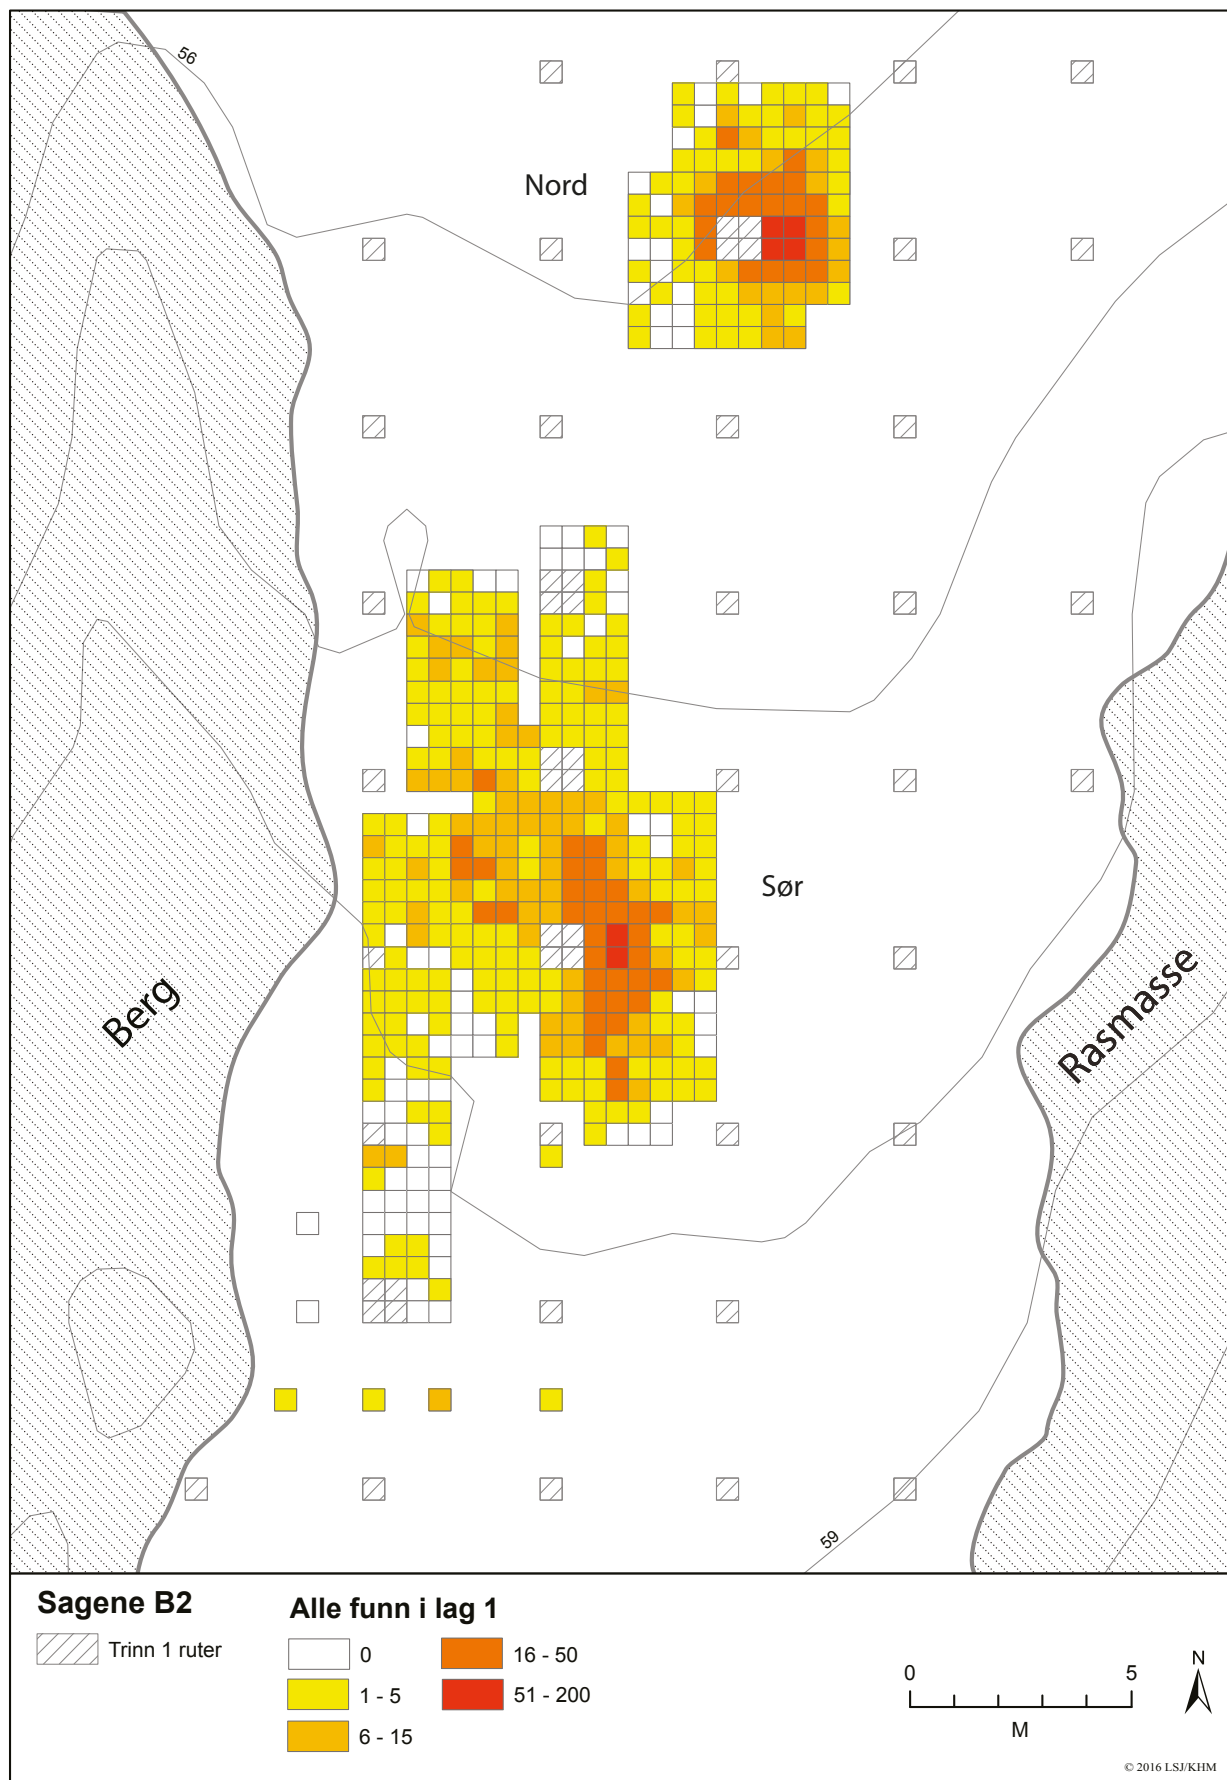 56
Nord
Sør
Berg
Rasmasse
59
Sagene B2
Trinn 1 ruter
Alle funn i lag 1
0
1 - 5
6 - 15
16 - 50
51 - 200
0 5
M
N
© 2016 LSJ/KHM